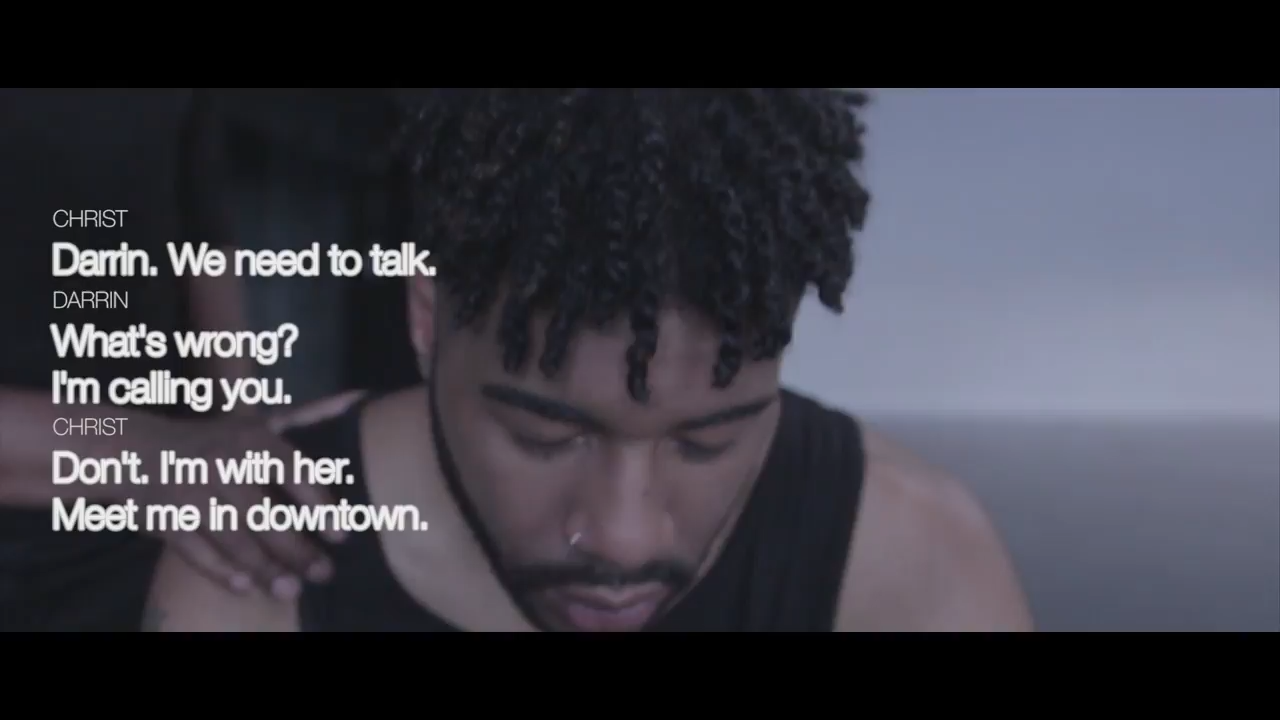 CHRIST
Darrin. We need to talk.
DARRIN
What's wrong?
I'm calling you.
CHRIST
Don't. I'm with her.
Meet me in downtown.